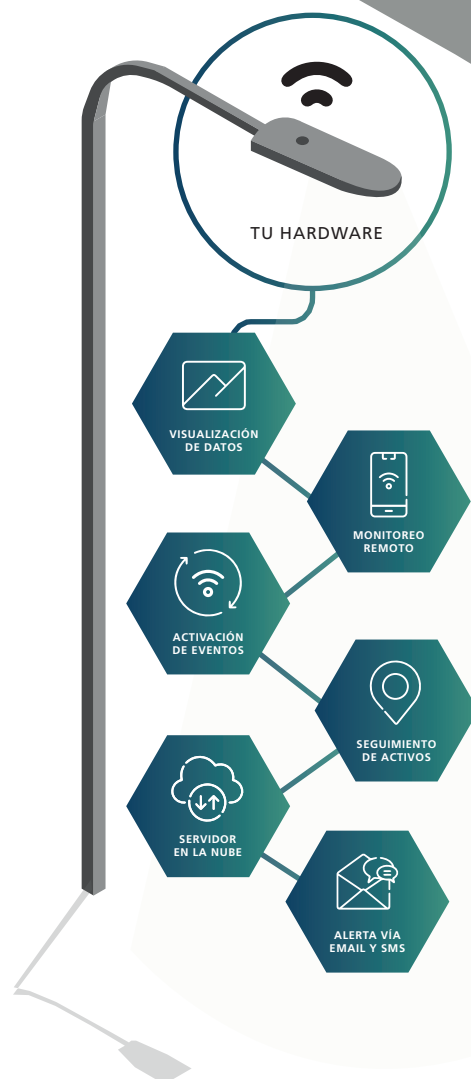 TU HARDWARE
VISUALIZACIÓN
DE DATOS
MONITOREO
REMOTO
ACTIVACIÓN
DE EVENTOS
SEGUIMIENTO
DE ACTIVOS
SERVIDOR
EN LA NUBE
ALERTA VÍA
EMAIL Y SMS